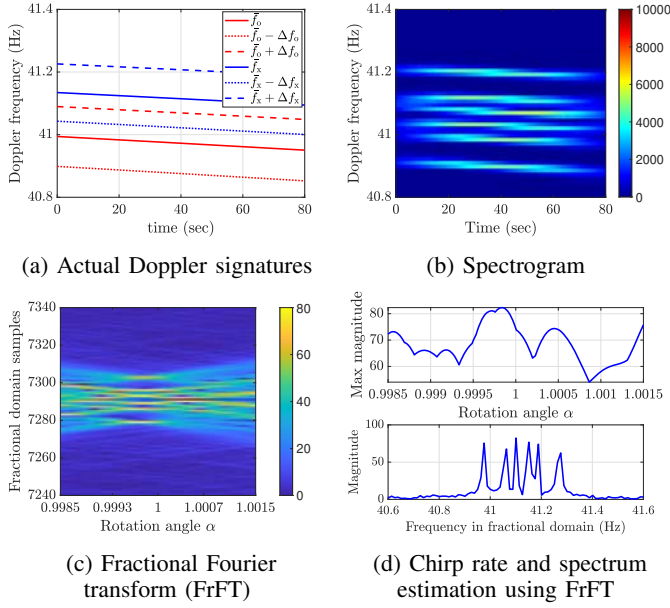 41.4
41.2
41
40.8
0
20
40
60
80
Doppler frequency (Hz)
time (sec)
f̄o
f̄o − Δfo
f̄o + Δfo
f̄x
f̄x − Δfx
f̄x + Δfx
(a) Actual Doppler signatures
41.4
41.2
41
40.8
0
20
40
60
80
Doppler frequency (Hz)
Time (sec)
10000
8000
6000
4000
2000
0
(b) Spectrogram
7340
7320
7300
7280
7260
7240
0.9985
0.9993
1
1.0007
1.0015
Fractional domain samples
Rotation angle α
80
60
40
20
0
(c) Fractional Fourier
transform (FrFT)
80
70
60
0.9985
0.999
0.9995
1
1.0005
1.001
1.0015
Max magnitude
Rotation angle α
100
50
0
40.6
40.8
41
41.2
41.4
41.6
Magnitude
Frequency in fractional domain (Hz)
(d) Chirp rate and spectrum
estimation using FrFT